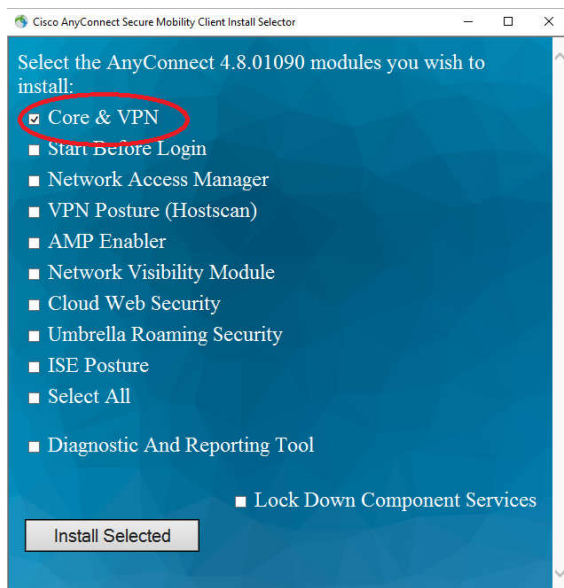 Cisco AnyConnect Secure Mobility Client Install Selector
Select the AnyConnect 4.8.01090 modules you wish to
install:
Core & VPN
Start Before Login
Network Access Manager
VPN Posture (Hostscan)
AMP Enabler
Network Visibility Module
Cloud Web Security
Umbrella Roaming Security
ISE Posture
Select All
Diagnostic And Reporting Tool
Lock Down Component Services
Install Selected